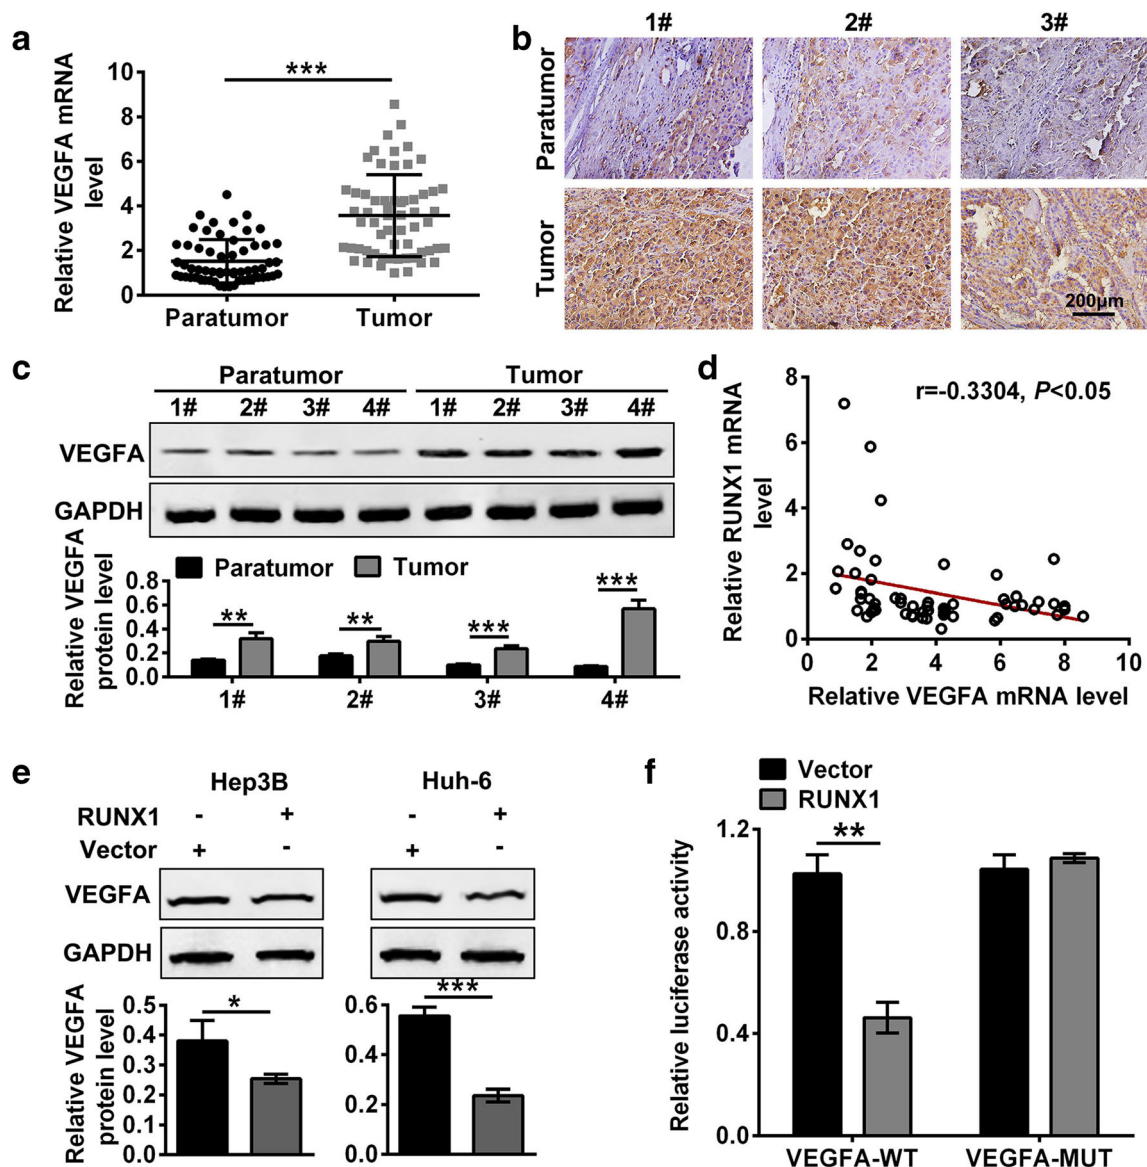 a
Relative VEGFA mRNA
level
10
8
6
4
2
0
***
Paratumor
Tumor
b
1# 2# 3#
Paratumor
Tumor
200μm
c
Paratumor Tumor
1# 2# 3# 4# 1# 2# 3# 4#
VEGFA
GAPDH
Paratumor Tumor
Relative VEGFA
protein level
0.8
0.6
0.4
0.2
0.0
** ** *** ***
1# 2# 3# 4#
d
r=-0.3304, P<0.05
Relative RUNX1 mRNA
level
8
6
4
2
0
0 2 4 6 8 10
Relative VEGFA mRNA level
e
Hep3B Huh-6
RUNX1 - + - +
Vector + - + -
VEGFA
GAPDH
Relative VEGFA
protein level
0.5
0.4
0.3
0.2
0.1
0.0
*
0.6
0.4
0.2
0.0
***
f
Vector
RUNX1
Relative luciferase activity
1.2
0.8
0.4
0.0
**
VEGFA-WT VEGFA-MUT